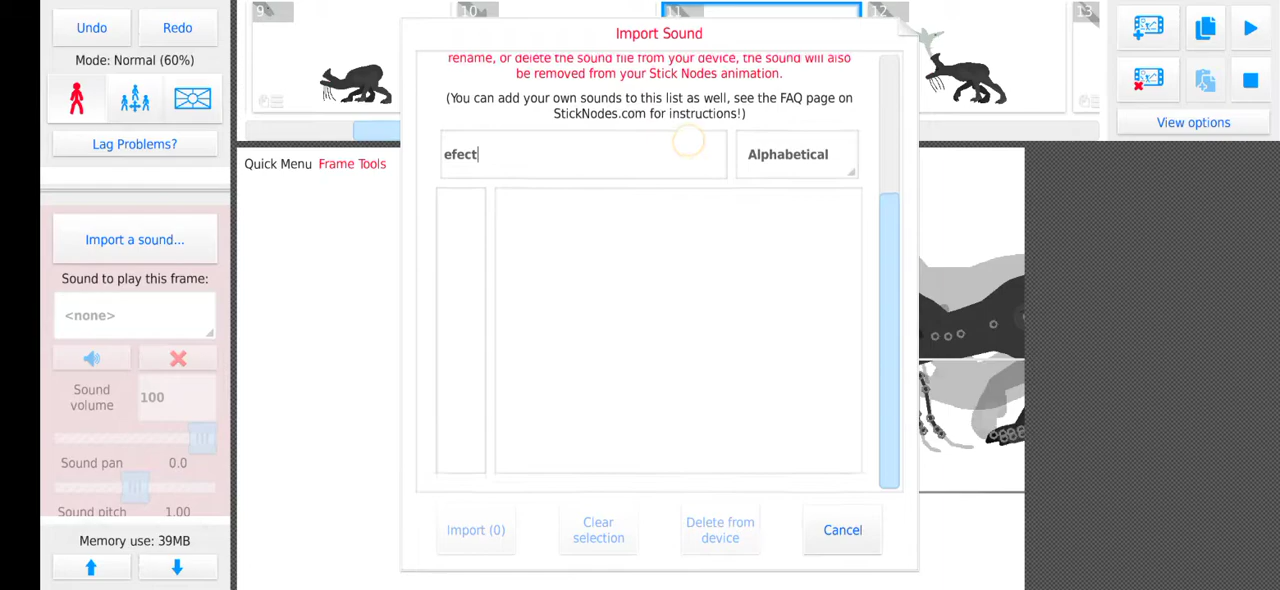 Undo
Redo
Mode: Normal (60%)
Lag Problems?
Import a sound...
Sound to play this frame:
<none>
Sound
volume
100
Sound pan
0.0
Sound pitch
1.00
Memory use: 39MB
9
10
11
12
13
Quick Menu
Frame Tools
Import Sound
rename, or delete the sound file from your device, the sound will also
be removed from your Stick Nodes animation.
(You can add your own sounds to this list as well, see the FAQ page on
StickNodes.com for instructions!)
efect
Alphabetical
Import (0)
Clear
selection
Delete from
device
Cancel
View options